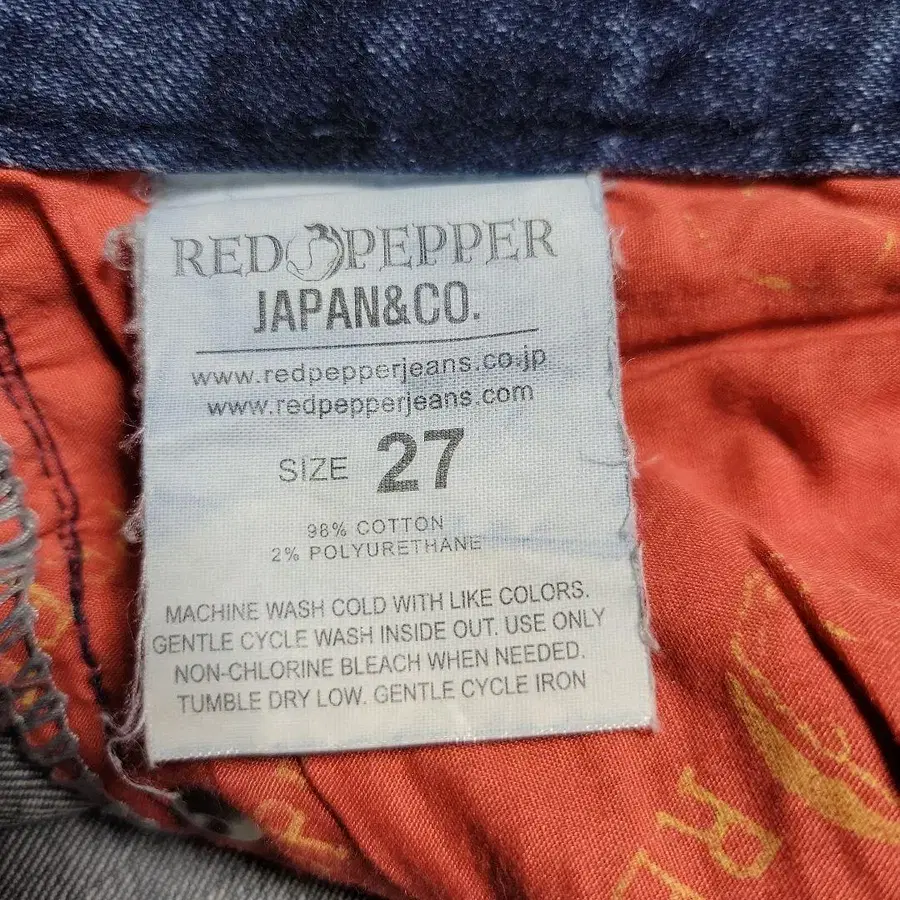 RED PEPPER
JAPAN&CO.
www.redpepperjeans.co.jp
www.redpepperjeans.com
SIZE 27
98% COTTON
2% POLYURETHANE
MACHINE WASH COLD WITH LIKE COLORS.
GENTLE CYCLE WASH INSIDE OUT. USE ONLY
NON-CHLORINE BLEACH WHEN NEEDED.
TUMBLE DRY LOW. GENTLE CYCLE IRON